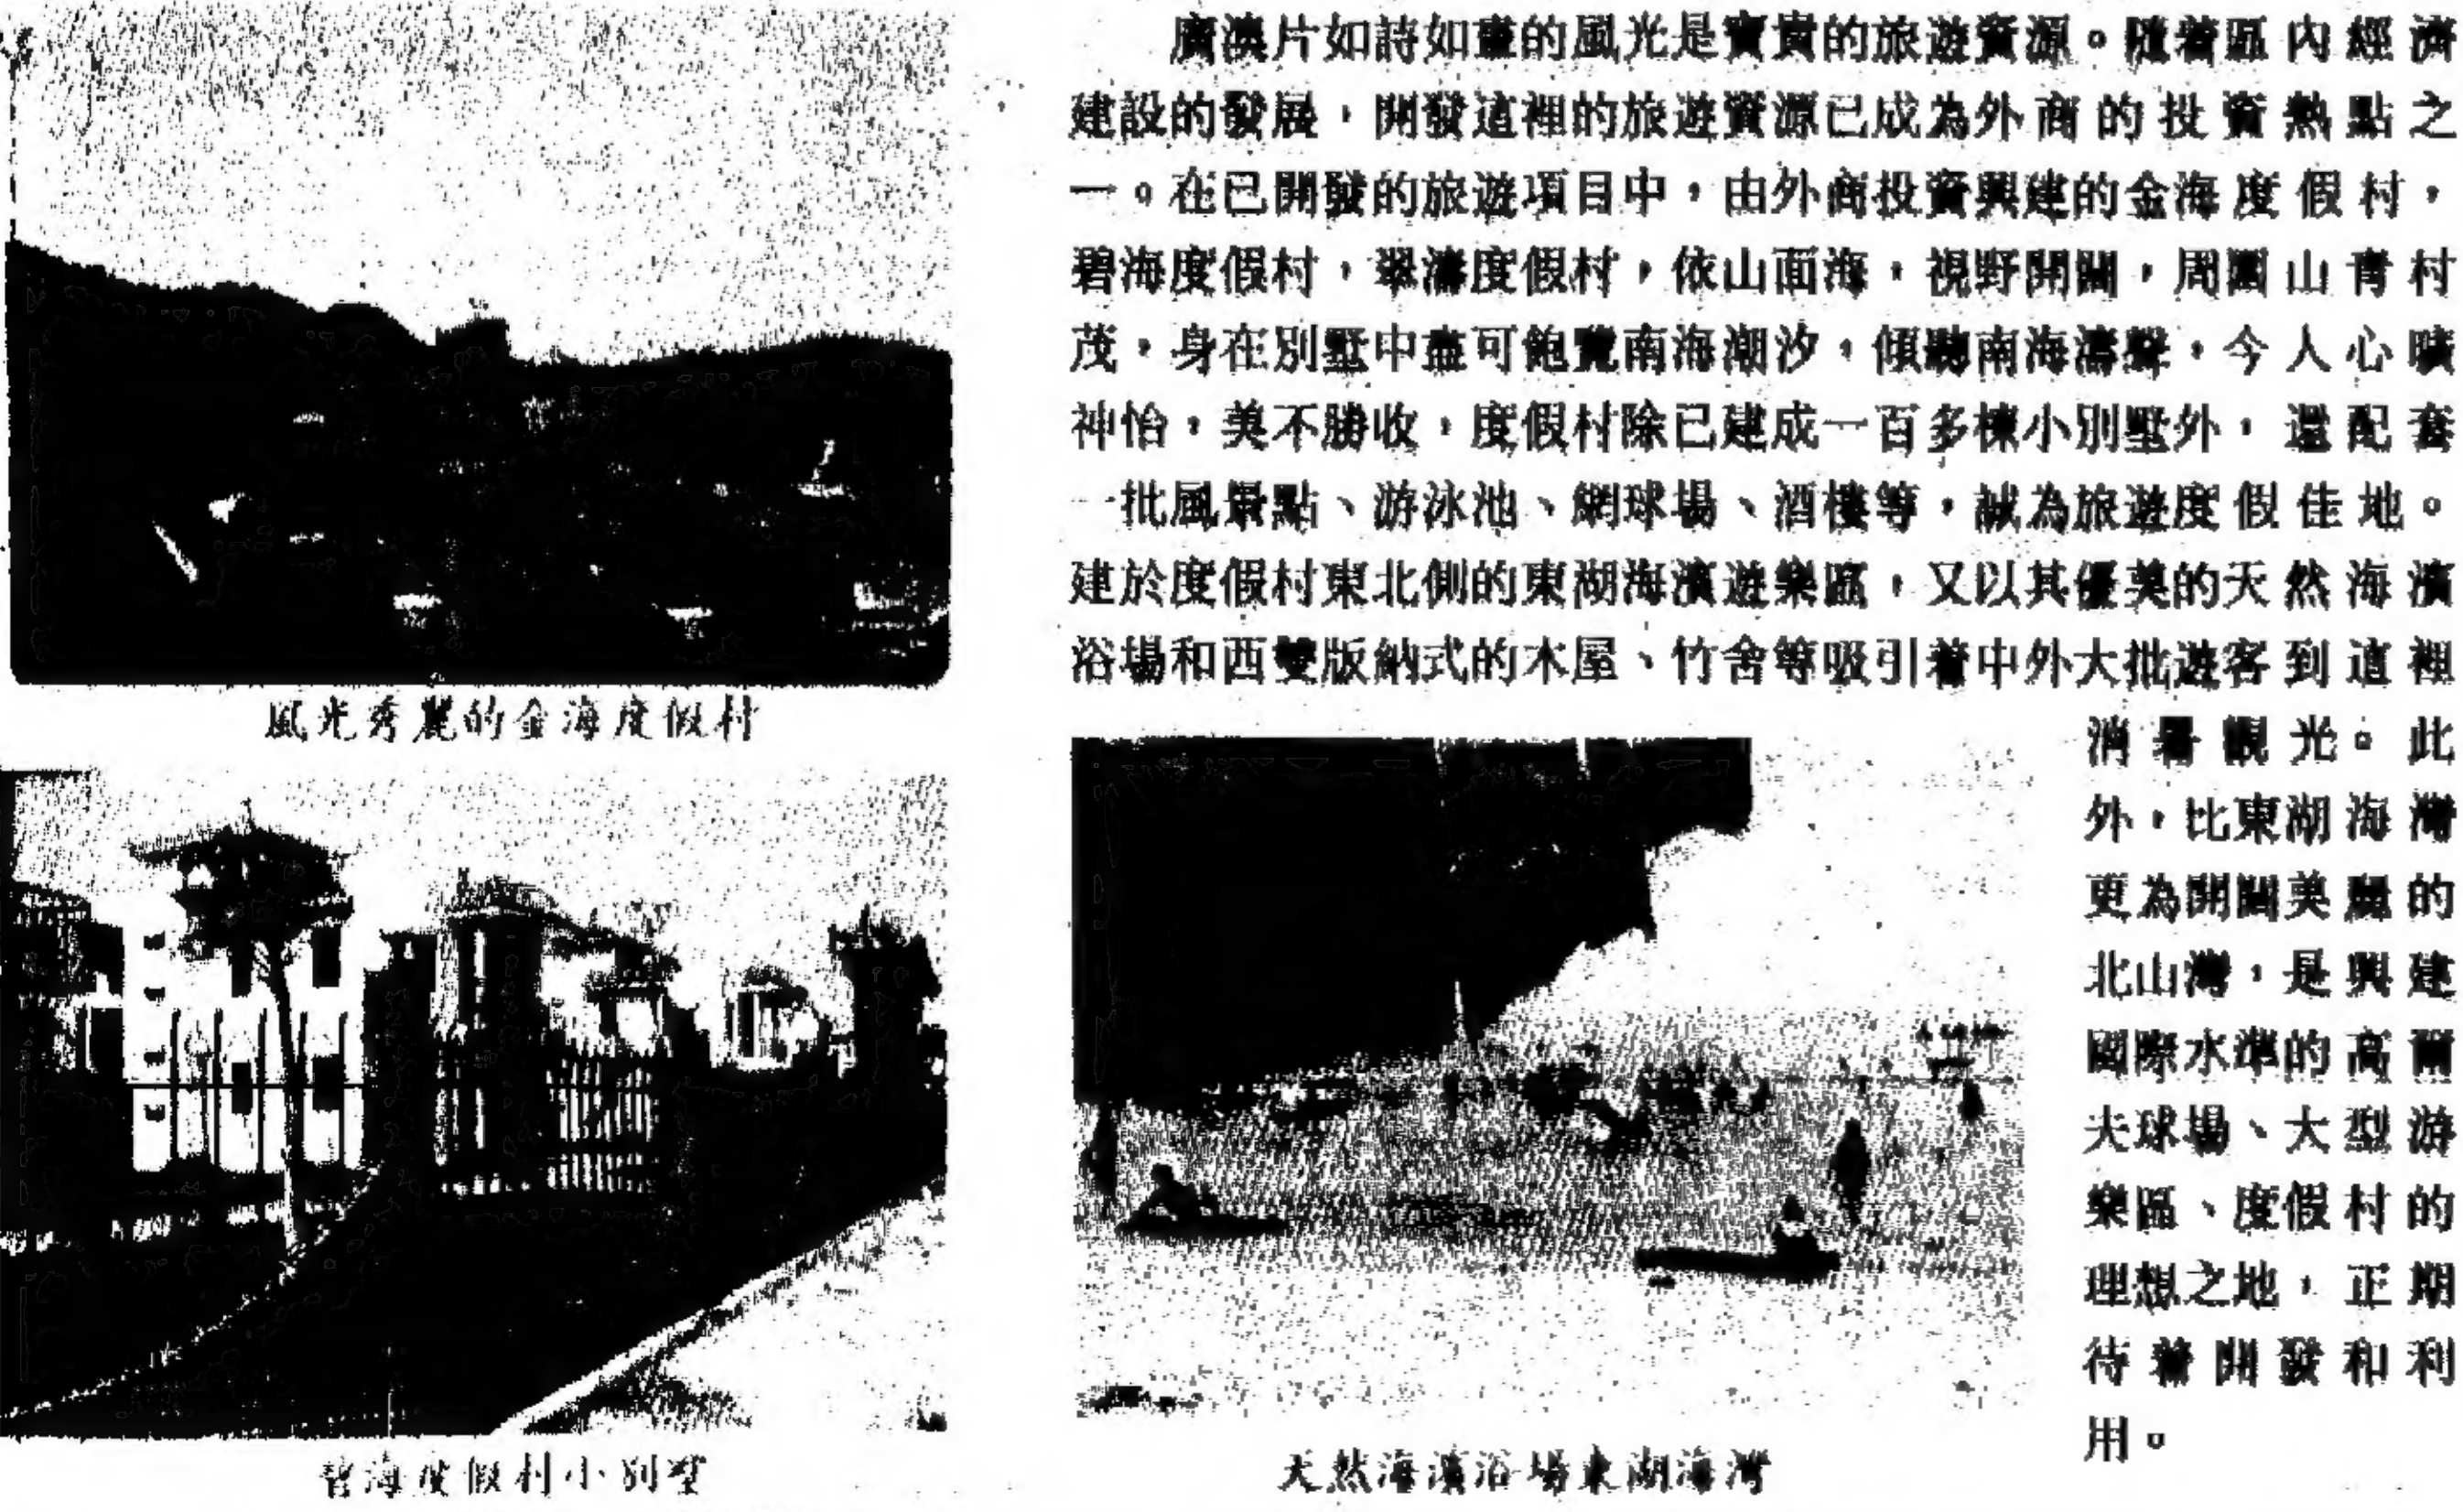 廣澳片如詩如畫的風光是寶貴的旅遊資源。隨着區內經濟
建設的發展，開發這裡的旅遊資源已成為外商的投資熱點之
一。在已開發的旅遊項目中，由外商投資興建的金海度假村，
碧海度假村，翠濤度假村，依山面海，視野開闊，周圍山青村
茂，身在別墅中盡可飽覽南海潮汐，傾聽南海濤聲，今人心曠
神怡，美不勝收，度假村除已建成一百多棟小別墅外，還配套
一批風景點、游泳池、網球場、酒樓等，誠為旅遊度假佳地。
建於度假村東北側的東湖海濱遊樂區，又以其優美的天然海濱
浴場和西雙版納式的木屋、竹舍等吸引着中外大批遊客到這裡
消暑觀光。此
外，比東湖海灣
更為開闊美麗的
北山灣，是興建
國際水準的高爾
夫球場、大型游
樂區、度假村的
理想之地，正期
待着開發和利
用。
風光秀麗的金海度假村
碧海度假村小別墅
天然海濱浴場東湖海灣